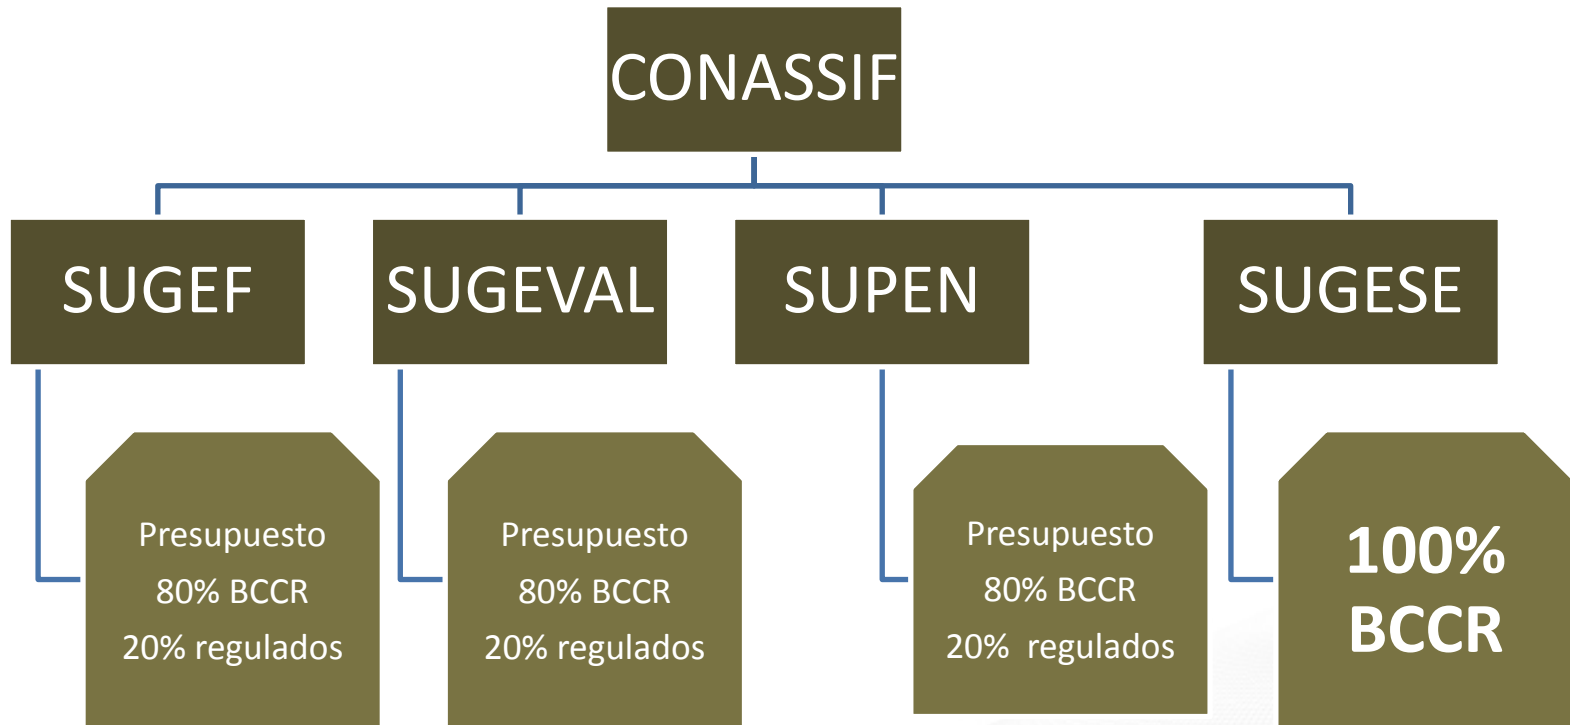 CONASSIF
SUGEF
SUGEVAL
SUPEN
SUGESE
Presupuesto
80% BCCR
20% regulados
Presupuesto
80% BCCR
20% regulados
Presupuesto
80% BCCR
20% regulados
100%
BCCR